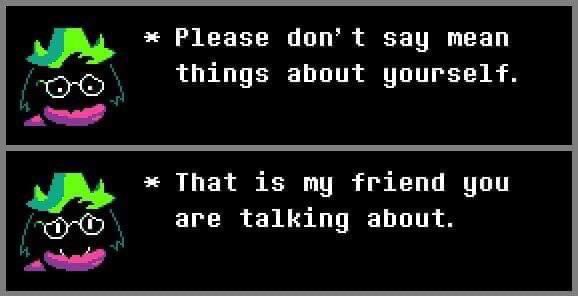 * Please don't say mean
things about yourself.
* That is my friend you
are talking about.